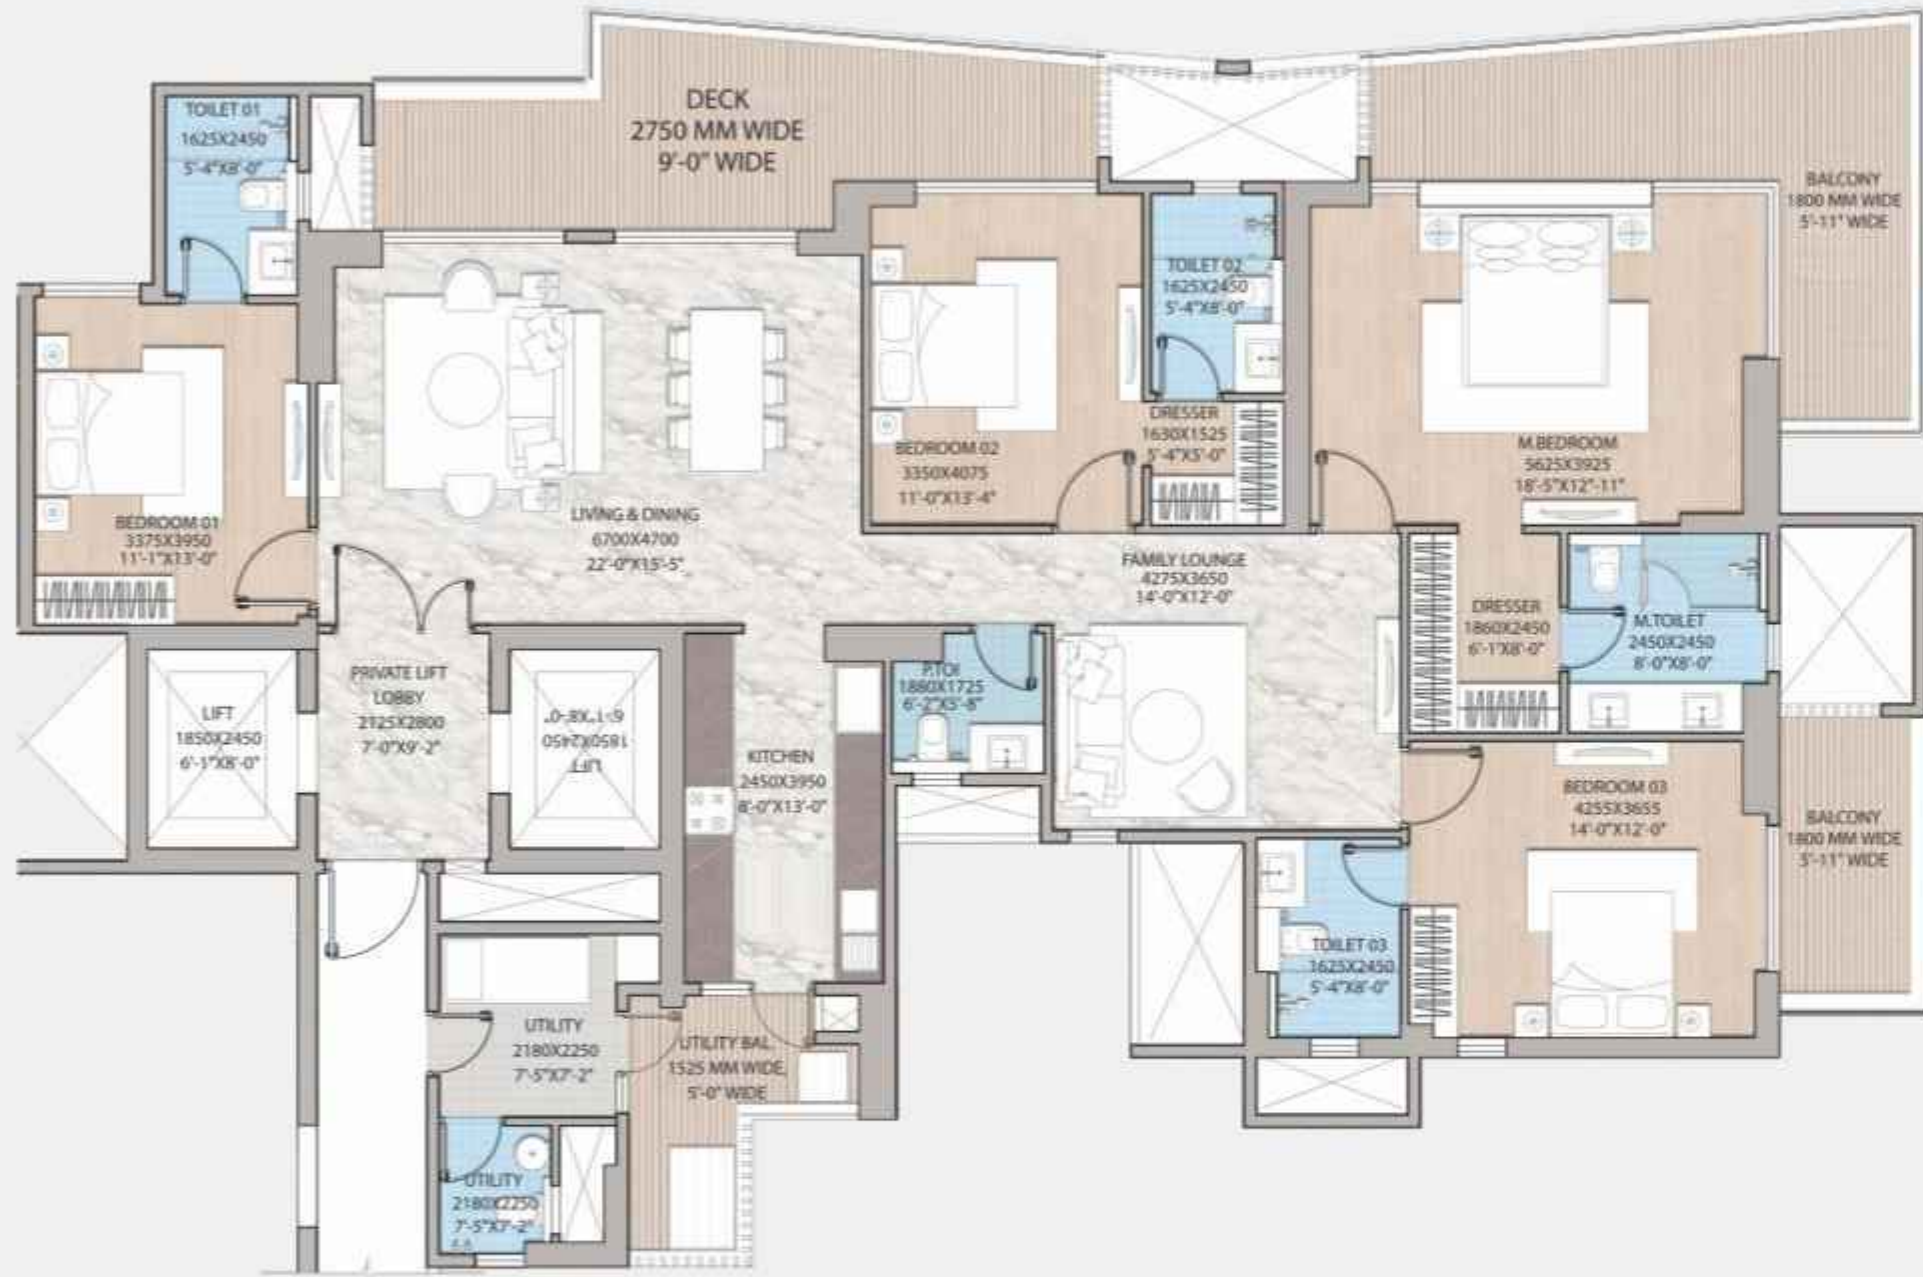 TOILET 01
1625X2450
5'-4"X8'-0"
DECK
2750 MM WIDE
9'-0" WIDE
BALCONY
1800 MM WIDE
5'-11" WIDE
TOILET 02
1625X2450
5'-4"X8'-0"
DRESSER
1630X1525
5'-4"X5'-0"
BEDROOM 02
3350X4075
11'-0"X13'-4"
M.BEDROOM
5625X3925
18'-5"X12'-11"
BEDROOM 01
3375X3950
11'-1"X13'-0"
LIVING & DINING
6700X4700
22'-0"X15'-5"
FAMILY LOUNGE
4275X3650
14'-0"X12'-0"
DRESSER
1860X2450
6'-1"X8'-0"
M.TOILET
2450X2450
8'-0"X8'-0"
PRIVATE LIFT
LOBBY
2125X2800
7'-0"X9'-2"
LIFT
1850X2450
6'-1"X8'-0"
LIFT
1850X2450
6'-1"X8'-0"
P.TOI
1880X1725
6'-2"X5'-8"
KITCHEN
2450X3950
8'-0"X13'-0"
BEDROOM 03
4255X3655
14'-0"X12'-0"
BALCONY
1800 MM WIDE
5'-11" WIDE
TOILET 03
1625X2450
5'-4"X8'-0"
UTILITY
2180X2250
7'-5"X7'-2"
UTILITY BAL.
1525 MM WIDE,
5'-0" WIDE
UTILITY
2180X2250
7'-5"X7'-2"